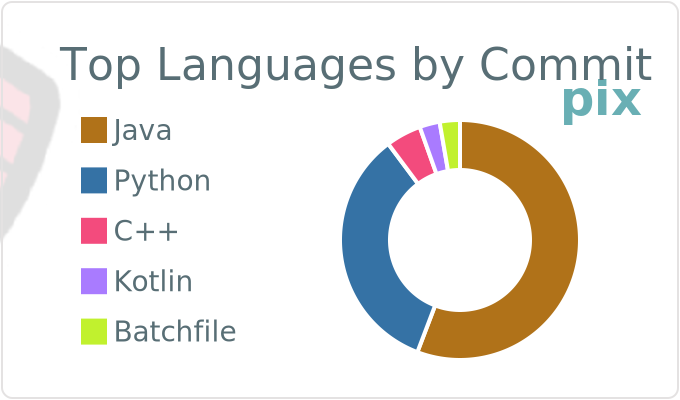 Top Languages by Commit
pix
Java
Python
C++
Kotlin
Batchfile